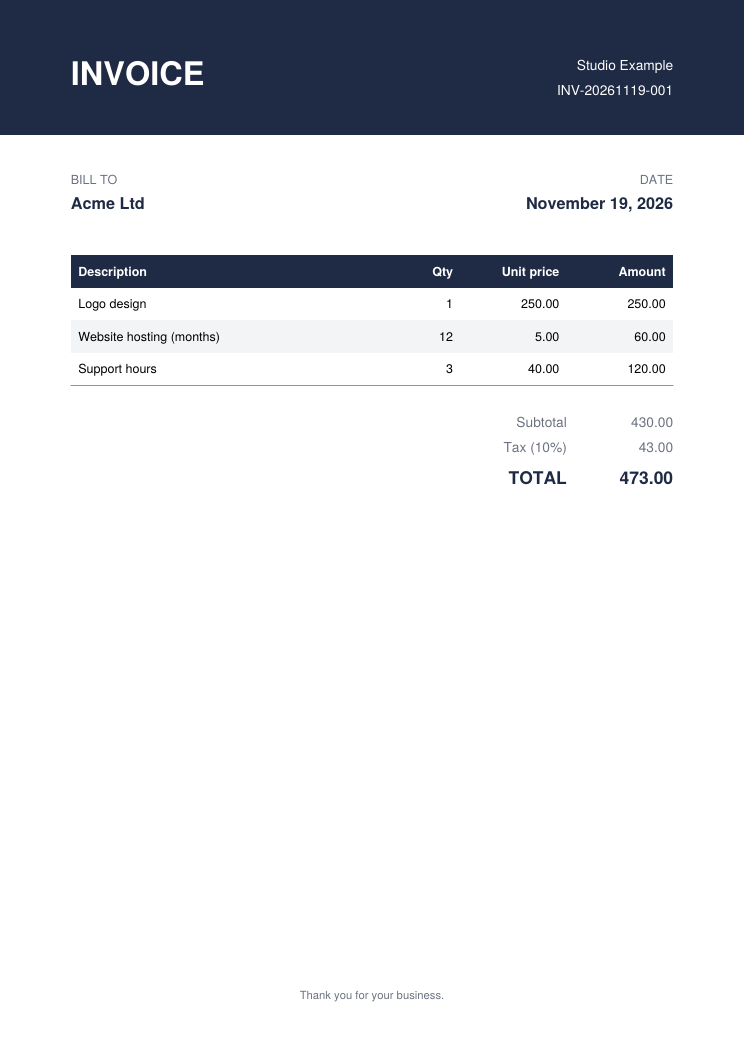 INVOICE
Studio Example
INV-20261119-001
BILL TO
DATE
Acme Ltd
November 19, 2026
Description Qty Unit price Amount
Logo design 1 250.00 250.00
Website hosting (months) 12 5.00 60.00
Support hours 3 40.00 120.00
Subtotal 430.00
Tax (10%) 43.00
TOTAL 473.00
Thank you for your business.